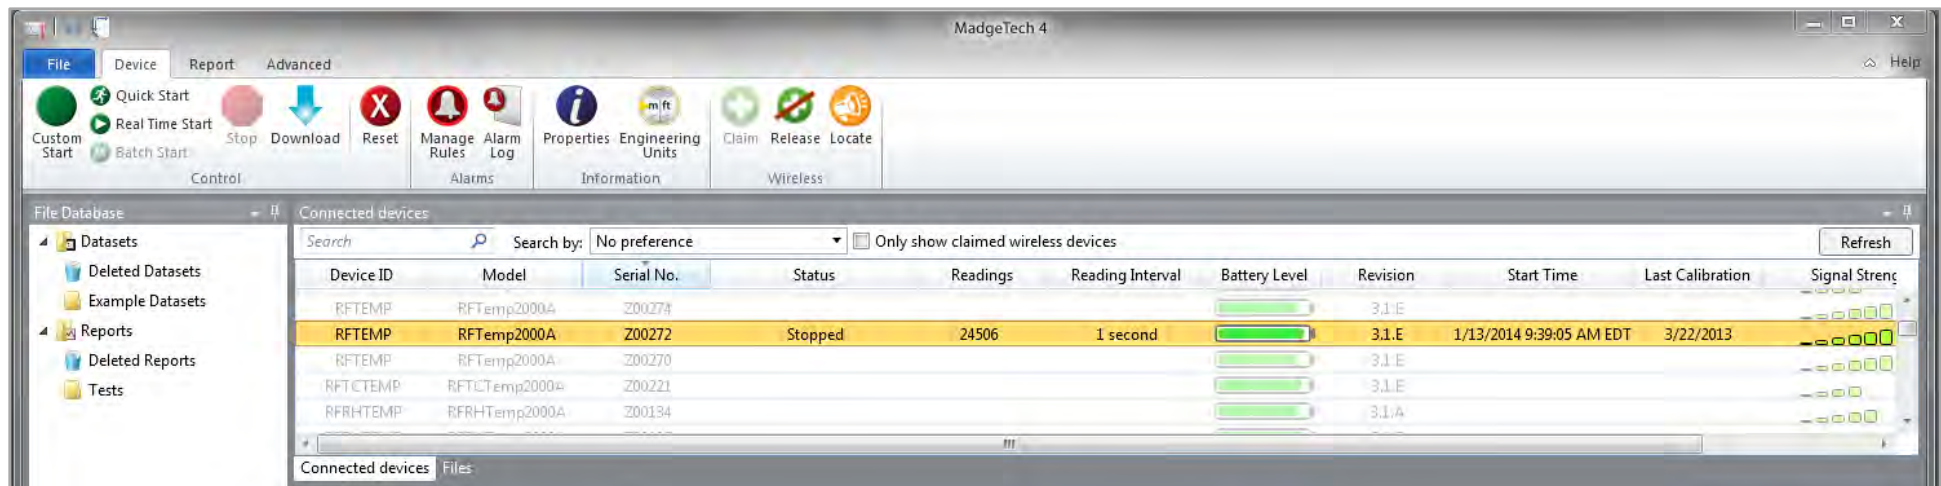 MadgeTech 4
File Device Report Advanced Help
Quick Start
Real Time Start
Batch Start
Custom Start
Stop
Download
Reset
Control
Manage Rules
Alarm Log
Alarms
Properties
Engineering Units
Information
Claim
Release
Locate
Wireless
File Database
Datasets
Deleted Datasets
Example Datasets
Reports
Deleted Reports
Tests
Connected devices
Search Search by: No preference Only show claimed wireless devices Refresh
Device ID Model Serial No. Status Readings Reading Interval Battery Level Revision Start Time Last Calibration Signal Streng
RFTEMP RFTemp2000A Z00274 3.1.E
RFTEMP RFTemp2000A Z00272 Stopped 24506 1 second 3.1.E 1/13/2014 9:39:05 AM EDT 3/22/2013
RFTEMP RFTemp2000A Z00270 3.1.E
RFTCTEMP RFTCTemp2000A Z00221 3.1.E
RFRHTEMP RFRHTemp2000A Z00134 3.1.A
Connected devices Files